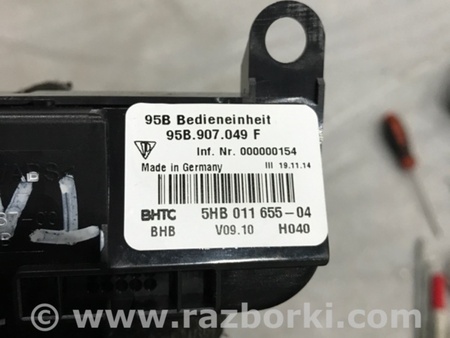 95B Bedieneinheit
95B.907.049 F
Inf. Nr. 000000154
Made in Germany III 19.11.14
BHTC 5HB 011 655-04
BHB V09.10 H040
© www.razborki.com